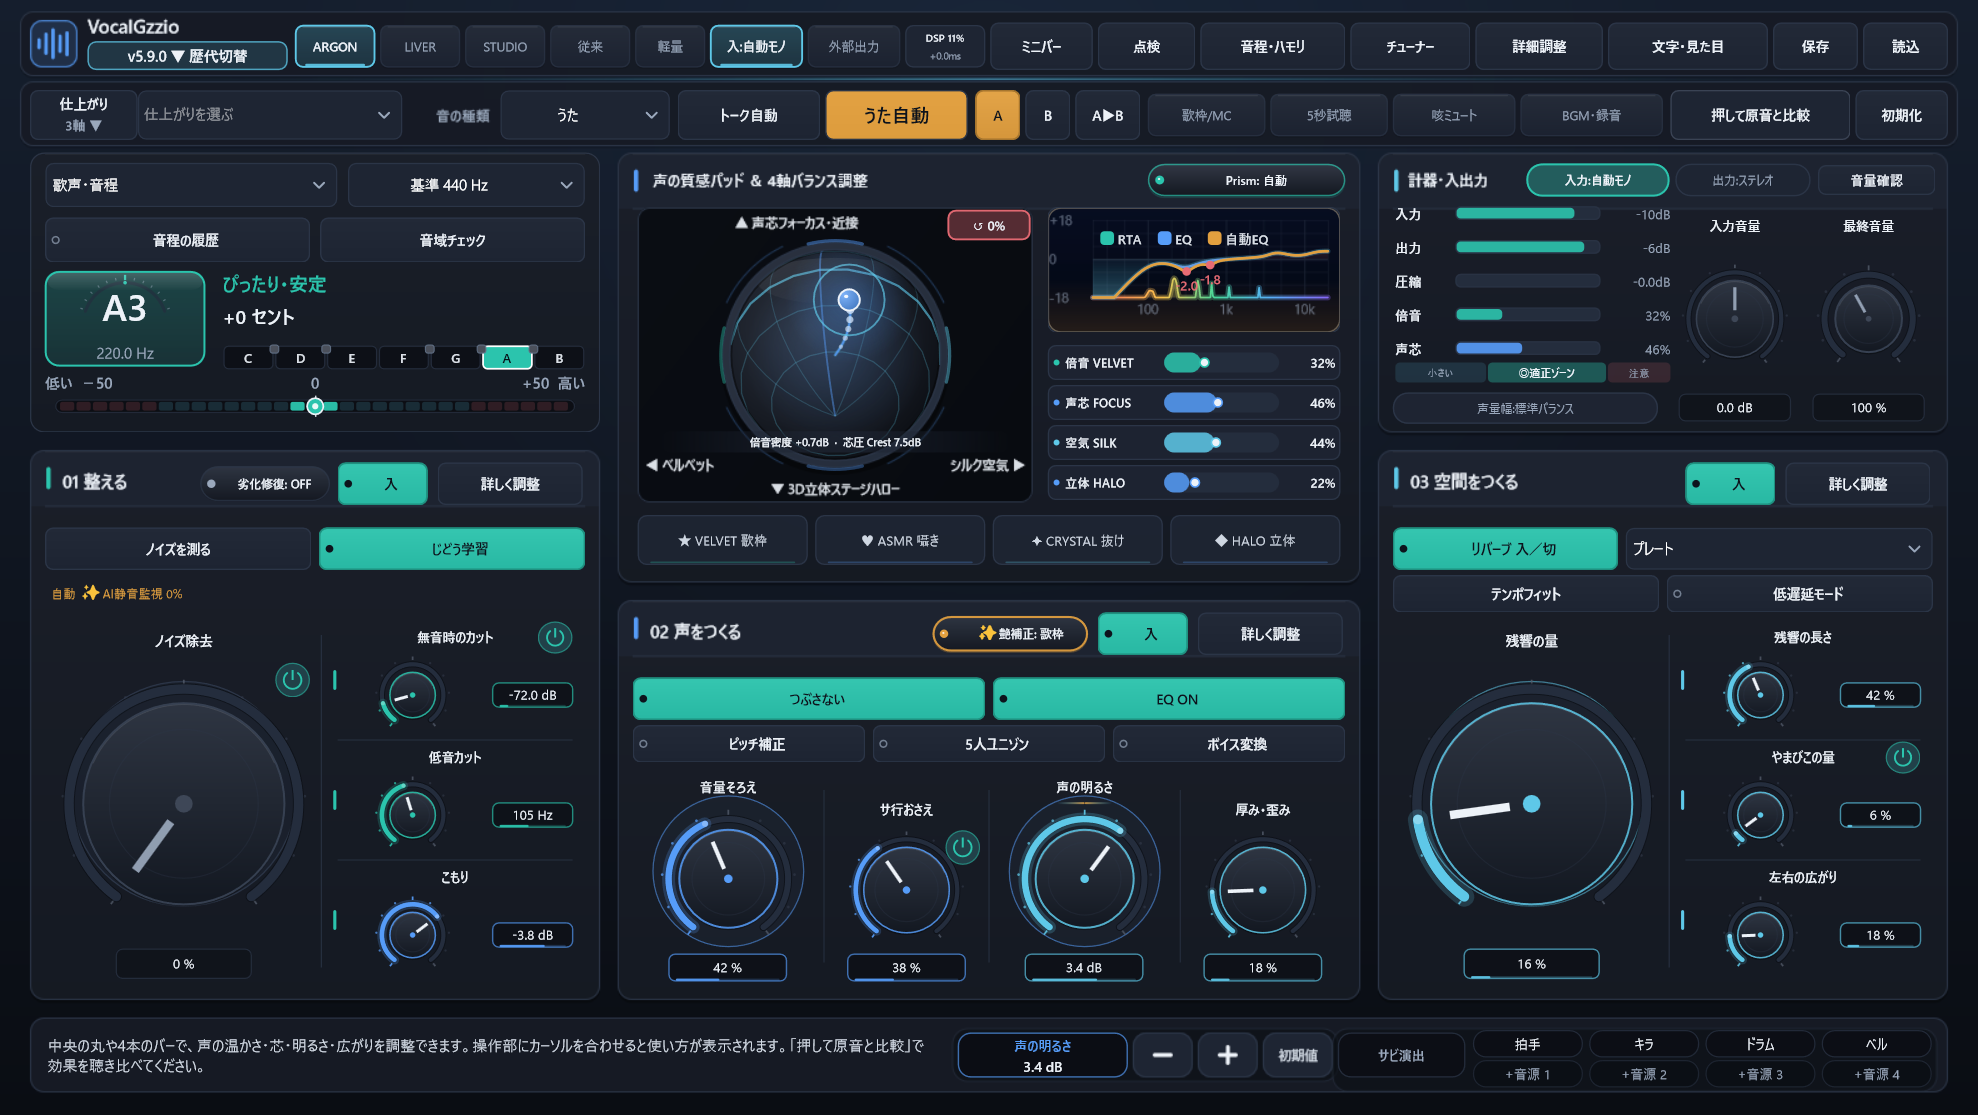 VocalGzzio
v5.9.0 ▼ 歴代切替
ARGON
LIVER
STUDIO
従来
軽量
入:自動モノ
外部出力
DSP 11%
+0.0ms
ミニバー
点検
音程・ハモリ
チューナー
詳細調整
文字・見た目
保存
読込
仕上がり
3軸 ▼
仕上がりを選ぶ
音の種類
うた
トーク自動
うた自動
A
B
A▶B
歌枠/MC
5秒試聴
咳ミュート
BGM・録音
押して原音と比較
初期化
歌声・音程
基準 440 Hz
音程の履歴
音域チェック
A3
220.0 Hz
ぴったり・安定
+0 セント
C D E F G A B
低い －50 0 +50 高い
声の質感パッド & 4軸バランス調整
Prism: 自動
▲ 声芯フォーカス・近接
↺ 0%
倍音密度 +0.7dB ・ 芯圧 Crest 7.5dB
◀ ベルベット
シルク空気 ▶
▼ 3D立体ステージハロー
+18
0
-18
RTA EQ 自動EQ
-2.0 -1.8
100 1k 10k
倍音 VELVET 32%
声芯 FOCUS 46%
空気 SILK 44%
立体 HALO 22%
★ VELVET 歌枠
♥ ASMR 囁き
✦ CRYSTAL 抜け
◆ HALO 立体
計器・入出力
入力:自動モノ
出力:ステレオ
音量確認
入力 -10dB
出力 -6dB
圧縮 -0.0dB
倍音 32%
声芯 46%
小さい
◎適正ゾーン
注意
声量幅:標準バランス
入力音量
0.0 dB
最終音量
100 %
01 整える
劣化修復: OFF
入
詳しく調整
ノイズを測る
じどう学習
自動 ✨ AI静音監視 0%
ノイズ除去
0 %
無音時のカット
-72.0 dB
低音カット
105 Hz
こもり
-3.8 dB
02 声をつくる
✨ 艶補正: 歌枠
入
詳しく調整
つぶさない
EQ ON
ピッチ補正
5人ユニゾン
ボイス変換
音量そろえ
42 %
サ行おさえ
38 %
声の明るさ
3.4 dB
厚み・歪み
18 %
03 空間をつくる
入
詳しく調整
リバーブ 入／切
プレート
テンポフィット
低遅延モード
残響の量
16 %
残響の長さ
42 %
やまびこの量
6 %
左右の広がり
18 %
中央の丸や4本のバーで、声の温かさ・芯・明るさ・広がりを調整できます。操作部にカーソルを合わせると使い方が表示されます。「押して原音と比較」で
効果を聴き比べてください。
声の明るさ
3.4 dB
−
+
初期値
サビ演出
拍手
キラ
ドラム
ベル
+音源 1
+音源 2
+音源 3
+音源 4